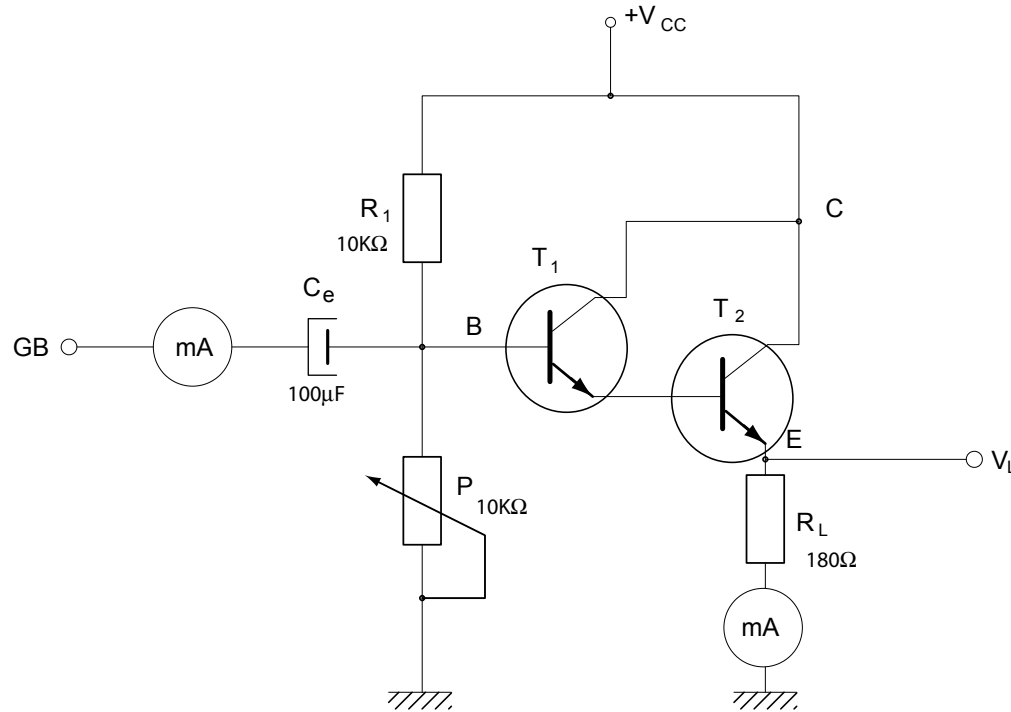 +V CC
R 1
10KΩ
C
T 1
C e
T 2
B
GB
mA
100µF
E
V L
P
10KΩ
R L
180Ω
mA